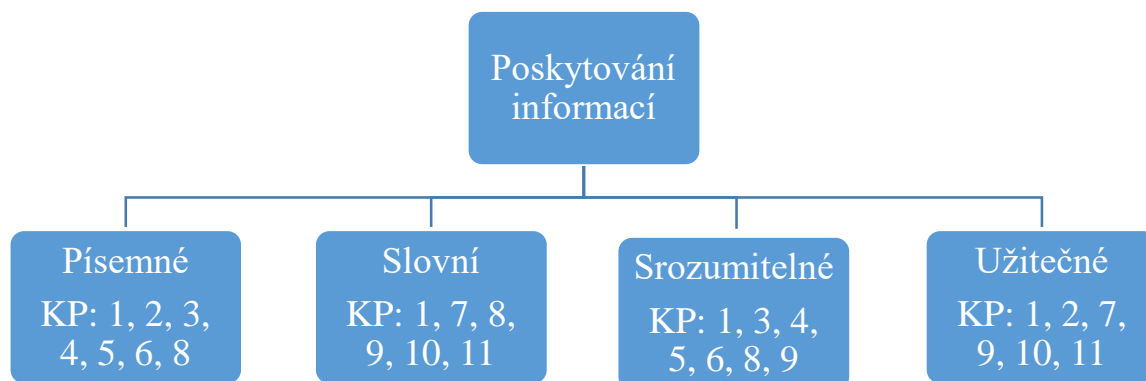 Poskytování
informací
Písemné
KP: 1, 2, 3,
4, 5, 6, 8
Slovní
KP: 1, 7, 8,
9, 10, 11
Srozumitelné
KP: 1, 3, 4,
5, 6, 8, 9
Užitečné
KP: 1, 2, 7,
9, 10, 11